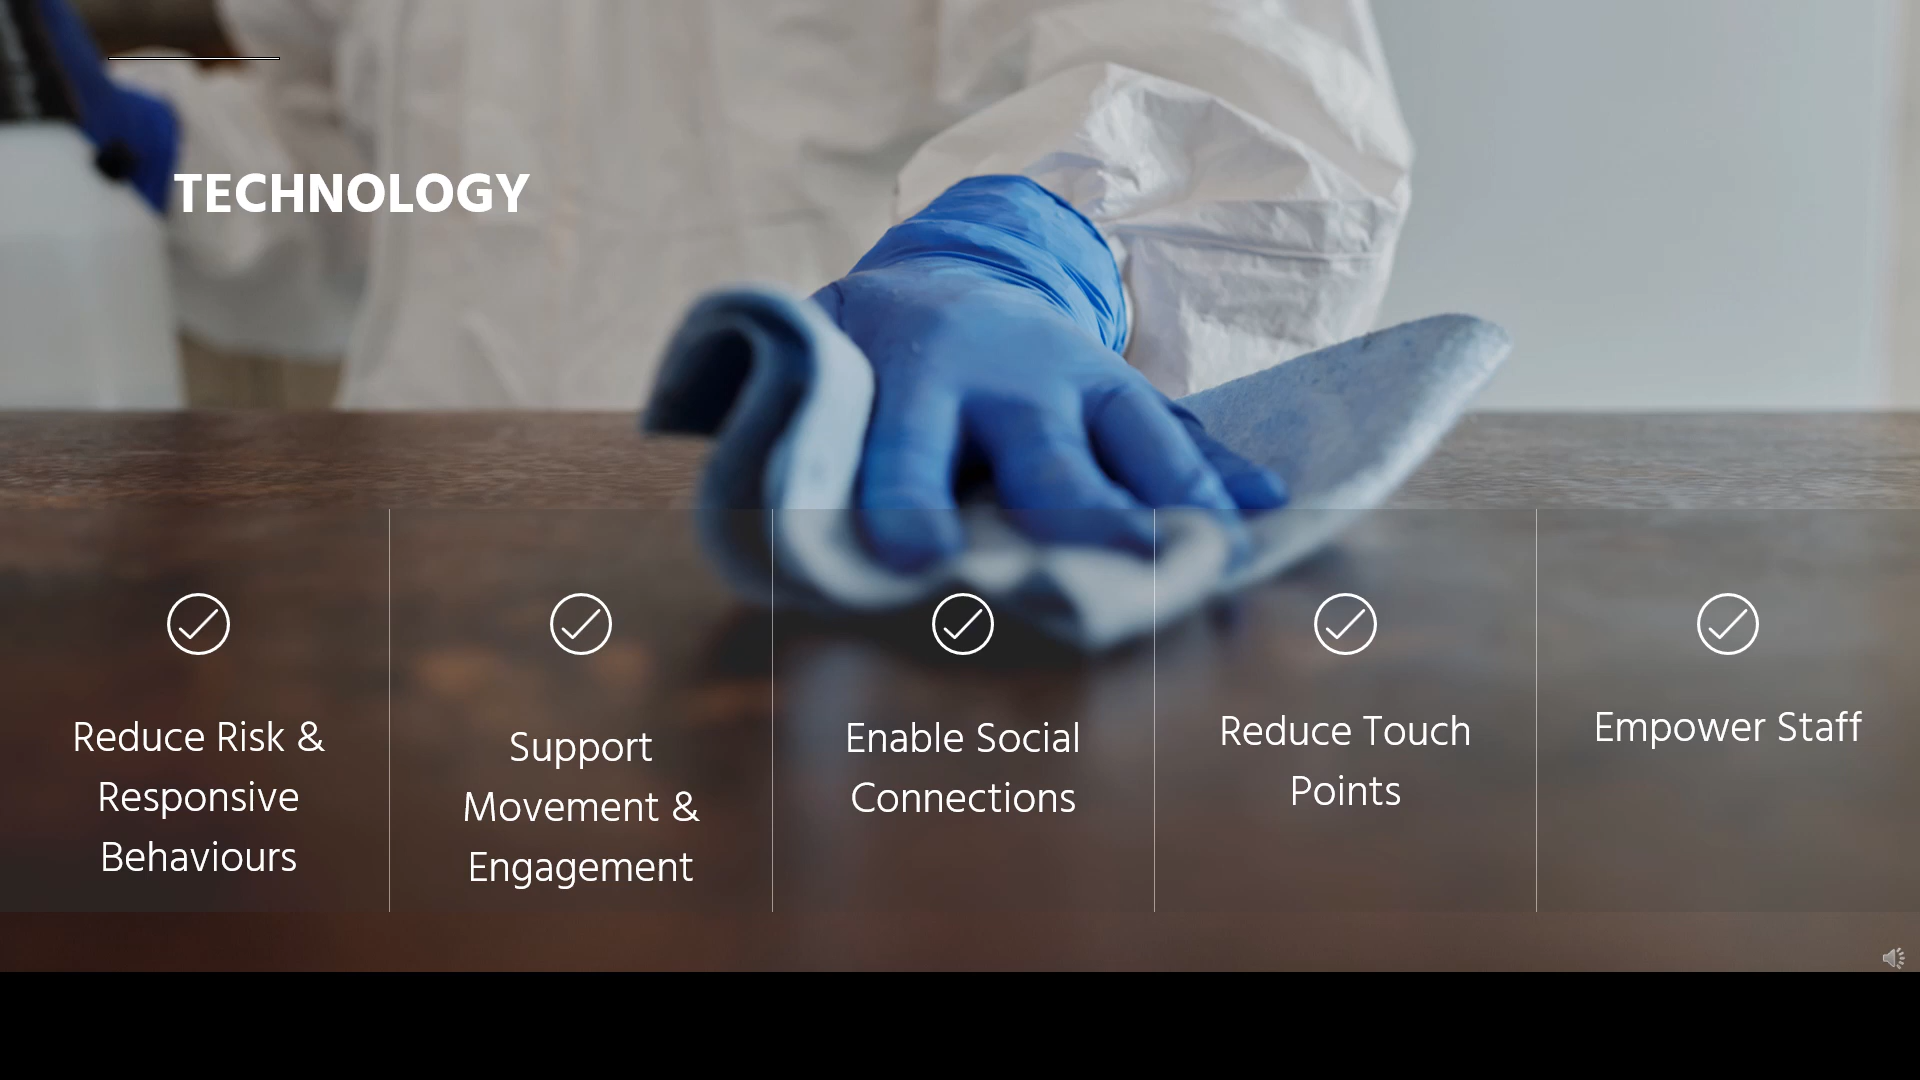 TECHNOLOGY
Reduce Risk &
Responsive
Behaviours
Support
Movement &
Engagement
Enable Social
Connections
Reduce Touch
Points
Empower Staff